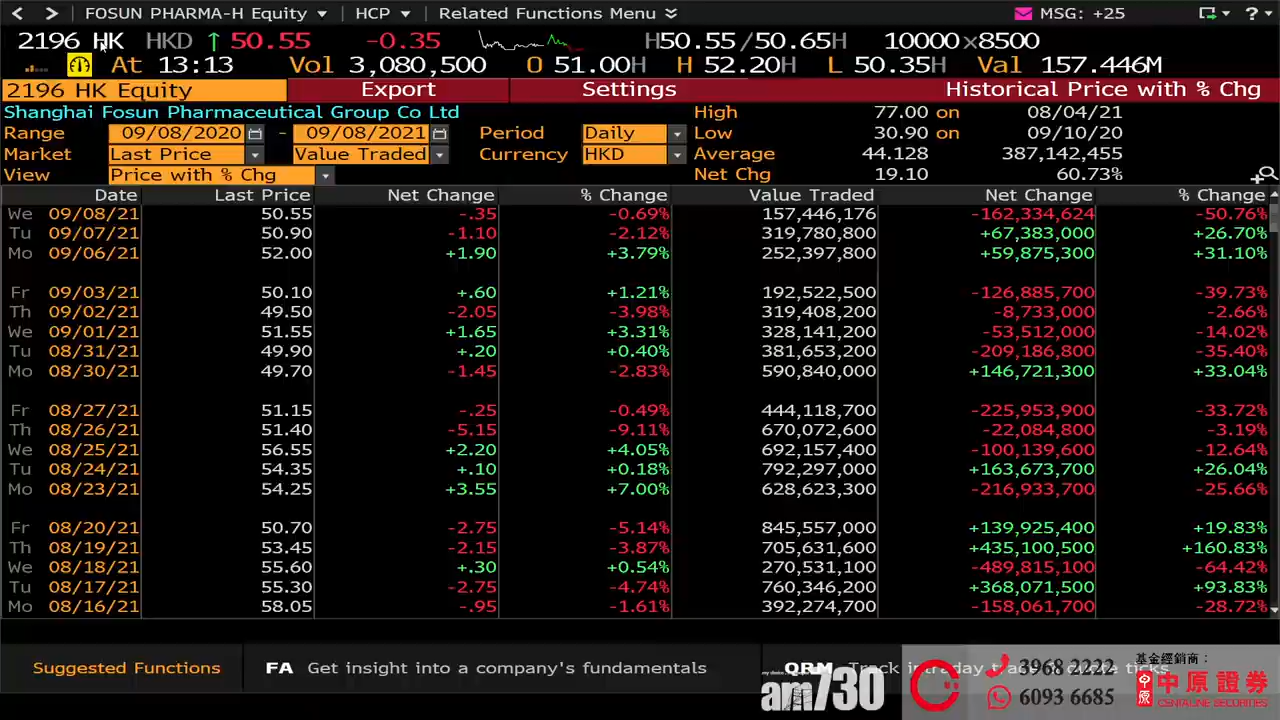 FOSUN PHARMA-H Equity HCP Related Functions Menu MSG: +25 ?
2196 HK HKD ↑ 50.55 -0.35 H50.55/50.65H 10000×8500
At 13:13 Vol 3,080,500 O 51.00H H 52.20H L 50.35H Val 157.446M
2196 HK Equity Export Settings Historical Price with % Chg
Shanghai Fosun Pharmaceutical Group Co Ltd High 77.00 on 08/04/21
Range 09/08/2020 - 09/08/2021 Period Daily Low 30.90 on 09/10/20
Market Last Price Value Traded Currency HKD Average 44.128 387,142,455
View Price with % Chg Net Chg 19.10 60.73%
Date Last Price Net Change % Change Value Traded Net Change % Change
We 09/08/21 50.55 -.35 -0.69% 157,446,176 -162,334,624 -50.76%
Tu 09/07/21 50.90 -1.10 -2.12% 319,780,800 +67,383,000 +26.70%
Mo 09/06/21 52.00 +1.90 +3.79% 252,397,800 +59,875,300 +31.10%
Fr 09/03/21 50.10 +.60 +1.21% 192,522,500 -126,885,700 -39.73%
Th 09/02/21 49.50 -2.05 -3.98% 319,408,200 -8,733,000 -2.66%
We 09/01/21 51.55 +1.65 +3.31% 328,141,200 -53,512,000 -14.02%
Tu 08/31/21 49.90 +.20 +0.40% 381,653,200 -209,186,800 -35.40%
Mo 08/30/21 49.70 -1.45 -2.83% 590,840,000 +146,721,300 +33.04%
Fr 08/27/21 51.15 -.25 -0.49% 444,118,700 -225,953,900 -33.72%
Th 08/26/21 51.40 -5.15 -9.11% 670,072,600 -22,084,800 -3.19%
We 08/25/21 56.55 +2.20 +4.05% 692,157,400 -100,139,600 -12.64%
Tu 08/24/21 54.35 +.10 +0.18% 792,297,000 +163,673,700 +26.04%
Mo 08/23/21 54.25 +3.55 +7.00% 628,623,300 -216,933,700 -25.66%
Fr 08/20/21 50.70 -2.75 -5.14% 845,557,000 +139,925,400 +19.83%
Th 08/19/21 53.45 -2.15 -3.87% 705,631,600 +435,100,500 +160.83%
We 08/18/21 55.60 +.30 +0.54% 270,531,100 -489,815,100 -64.42%
Tu 08/17/21 55.30 -2.75 -4.74% 760,346,200 +368,071,500 +93.83%
Mo 08/16/21 58.05 -.95 -1.61% 392,274,700 -158,061,700 -28.72%
Suggested Functions FA Get insight into a company's fundamentals QRM Track intraday trade quote ticks
am730
3968 2222
6093 6685
基金經銷商：
中原證券
CENTALINE SECURITIES